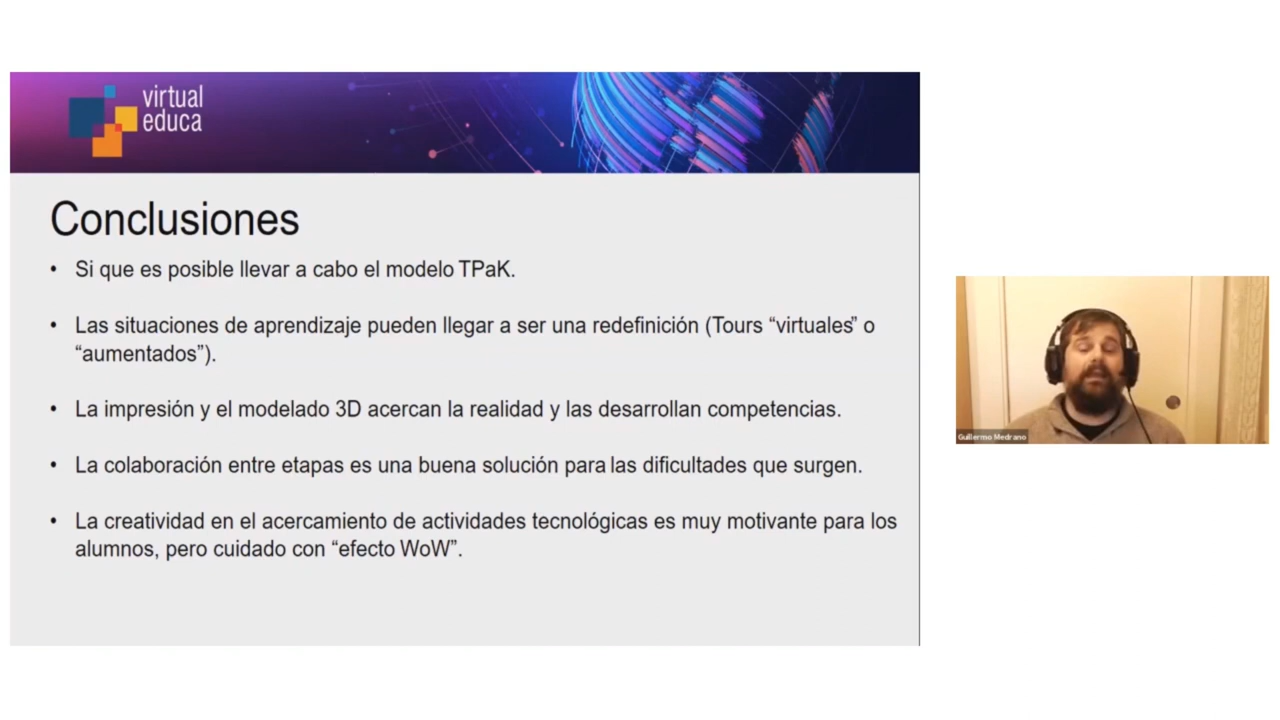 virtual
educa
Conclusiones
• Si que es posible llevar a cabo el modelo TPaK.
• Las situaciones de aprendizaje pueden llegar a ser una redefinición (Tours “virtuales” o
“aumentados”).
• La impresión y el modelado 3D acercan la realidad y las desarrollan competencias.
• La colaboración entre etapas es una buena solución para las dificultades que surgen.
• La creatividad en el acercamiento de actividades tecnológicas es muy motivante para los
alumnos, pero cuidado con “efecto WoW”.
Guillermo Medrano